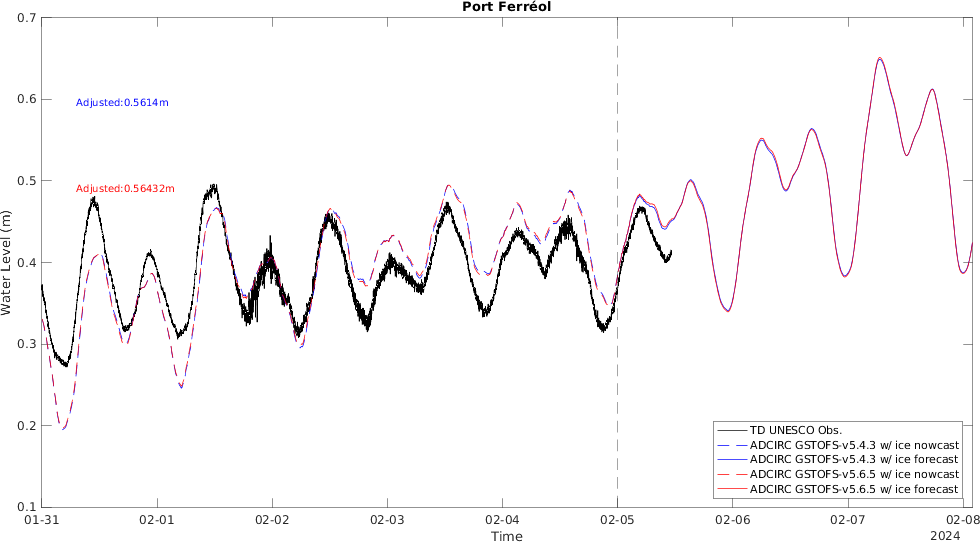 Port Ferréol
0.7
0.6
0.5
0.4
0.3
0.2
0.1
Water Level (m)
Adjusted:0.5614m
Adjusted:0.56432m
TD UNESCO Obs.
ADCIRC GSTOFS-v5.4.3 w/ ice nowcast
ADCIRC GSTOFS-v5.4.3 w/ ice forecast
ADCIRC GSTOFS-v5.6.5 w/ ice nowcast
ADCIRC GSTOFS-v5.6.5 w/ ice forecast
01-31 02-01 02-02 02-03 02-04 02-05 02-06 02-07 02-08
Time
2024